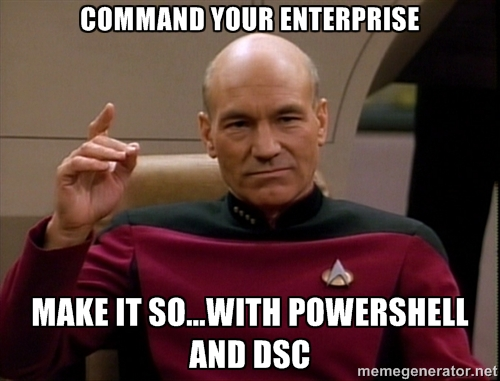 COMMAND YOUR ENTERPRISE
MAKE IT SO...WITH POWERSHELL
AND DSC
memegenerator.net